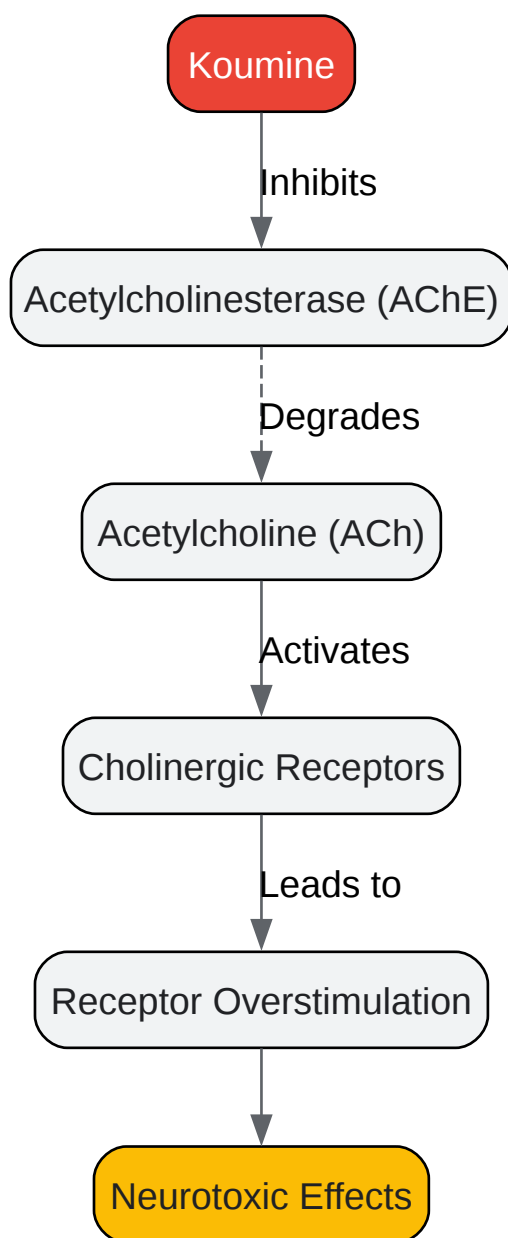 Koumine
Inhibits
Acetylcholinesterase (AChE)
Degrades
Acetylcholine (ACh)
Activates
Cholinergic Receptors
Leads to
Receptor Overstimulation
Neurotoxic Effects